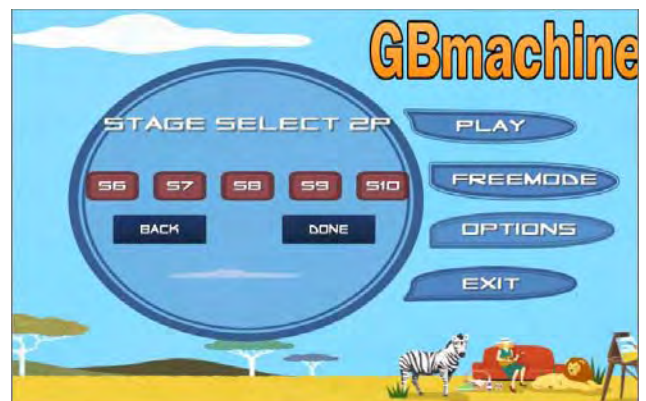 GBmachine
STAGE SELECT 2P
S6 S7 S8 S9 S10
BACK DONE
PLAY
FREEMODE
OPTIONS
EXIT